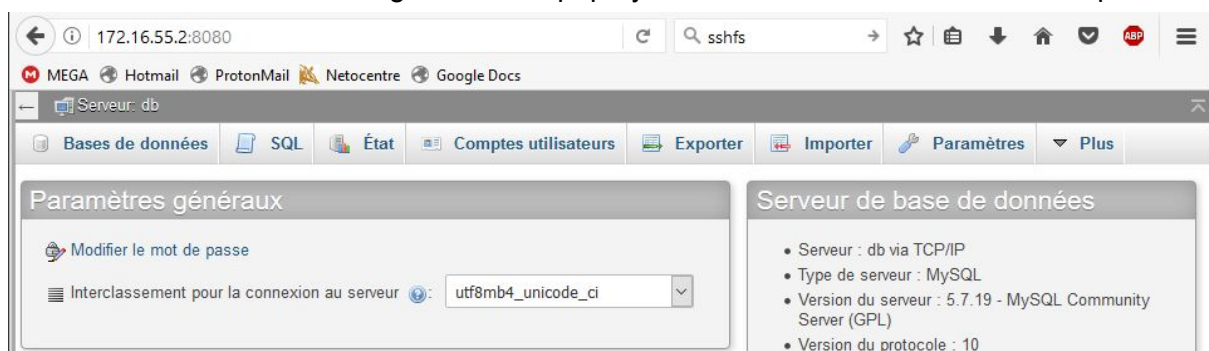 172.16.55.2:8080
sshfs
ABP
MEGA Hotmail ProtonMail Netocentre Google Docs
Serveur: db
Bases de données SQL État Comptes utilisateurs Exporter Importer Paramètres Plus
Paramètres généraux
Modifier le mot de passe
Interclassement pour la connexion au serveur : utf8mb4_unicode_ci
Serveur de base de données
• Serveur : db via TCP/IP
• Type de serveur : MySQL
• Version du serveur : 5.7.19 - MySQL Community
Server (GPL)
• Version du protocole : 10